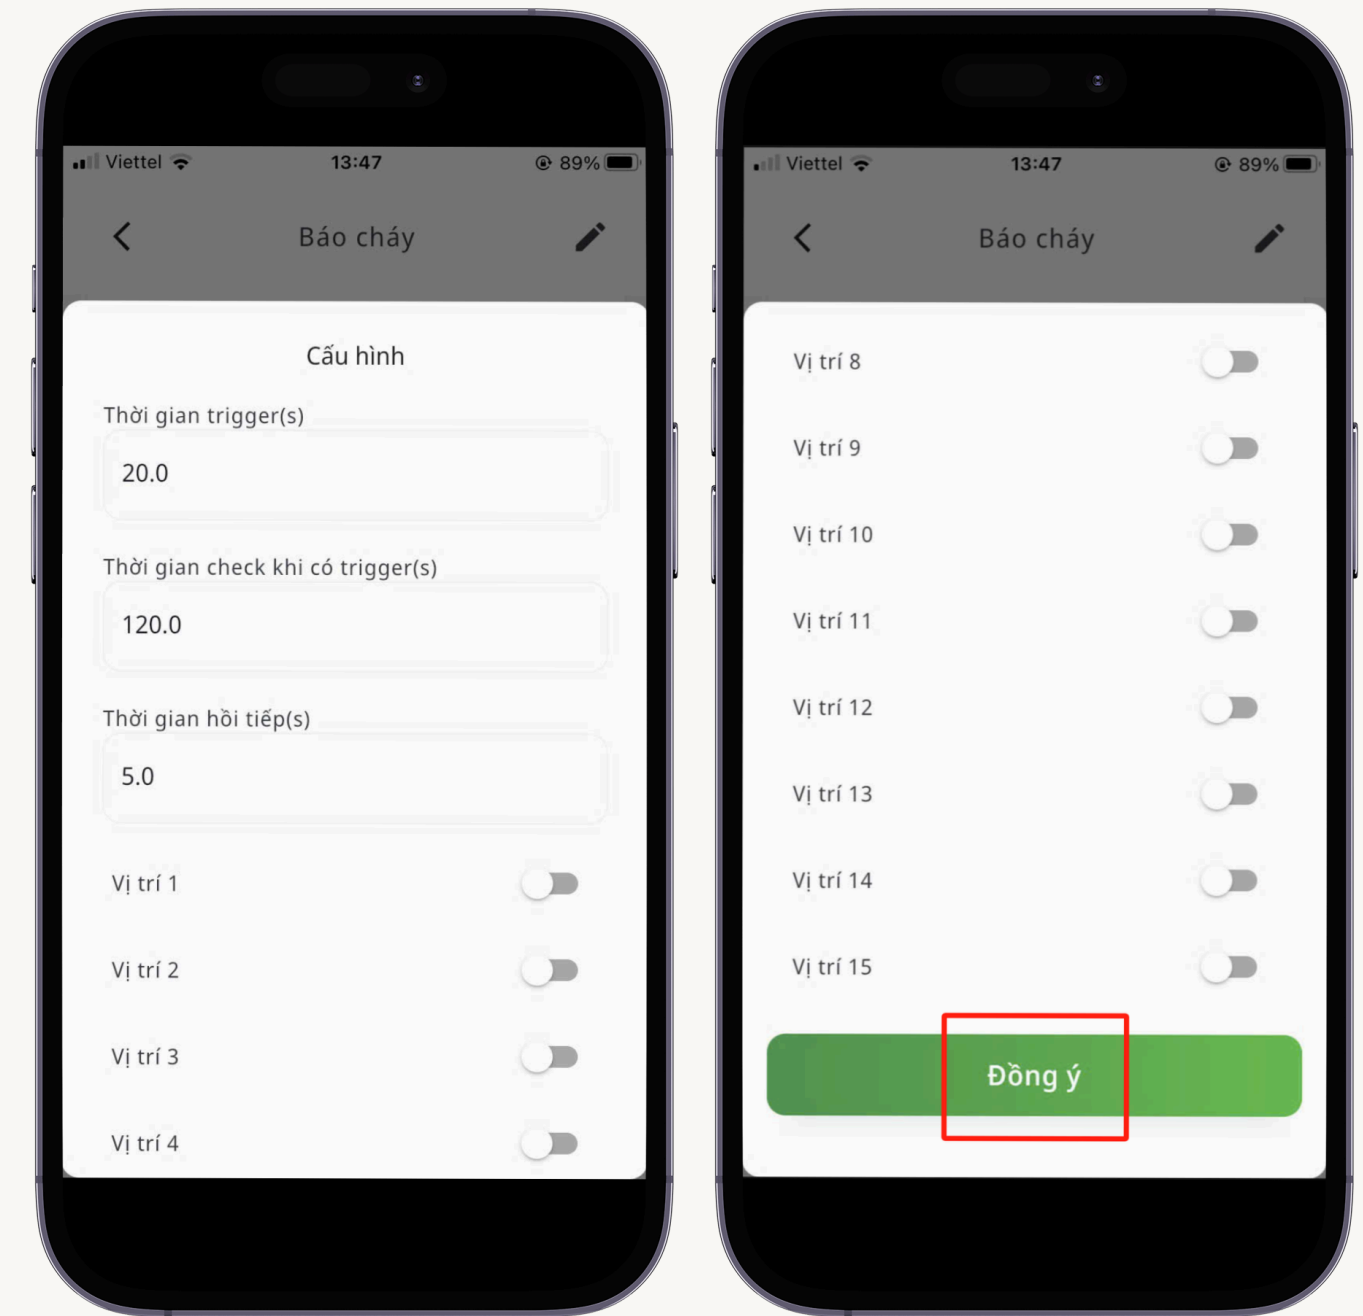 Viettel 13:47 89%
Báo cháy
Cấu hình
Thời gian trigger(s)
20.0
Thời gian check khi có trigger(s)
120.0
Thời gian hồi tiếp(s)
5.0
Vị trí 1
Vị trí 2
Vị trí 3
Vị trí 4
Viettel 13:47 89%
Báo cháy
Vị trí 8
Vị trí 9
Vị trí 10
Vị trí 11
Vị trí 12
Vị trí 13
Vị trí 14
Vị trí 15
Đồng ý